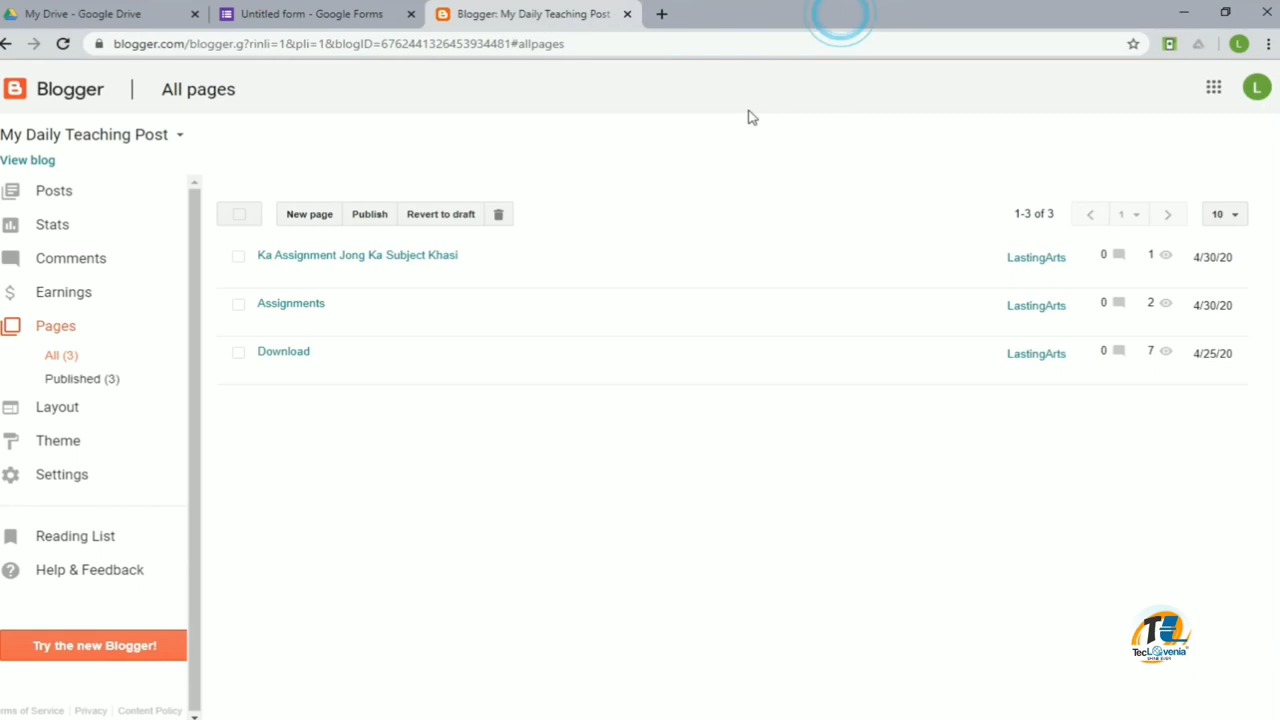 My Drive - Google Drive
Untitled form - Google Forms
Blogger: My Daily Teaching Post
blogger.com/blogger.g?rinli=1&pli=1&blogID=6762441326453934481#allpages
L
Blogger | All pages
L
My Daily Teaching Post
View blog
Posts
Stats
Comments
Earnings
Pages
All (3)
Published (3)
Layout
Theme
Settings
Reading List
Help & Feedback
Try the new Blogger!
rms of Service | Privacy | Content Policy
New page Publish Revert to draft
1-3 of 3 1 10
Ka Assignment Jong Ka Subject Khasi LastingArts 0 1 4/30/20
Assignments LastingArts 0 2 4/30/20
Download LastingArts 0 7 4/25/20
TL
TecLovenia